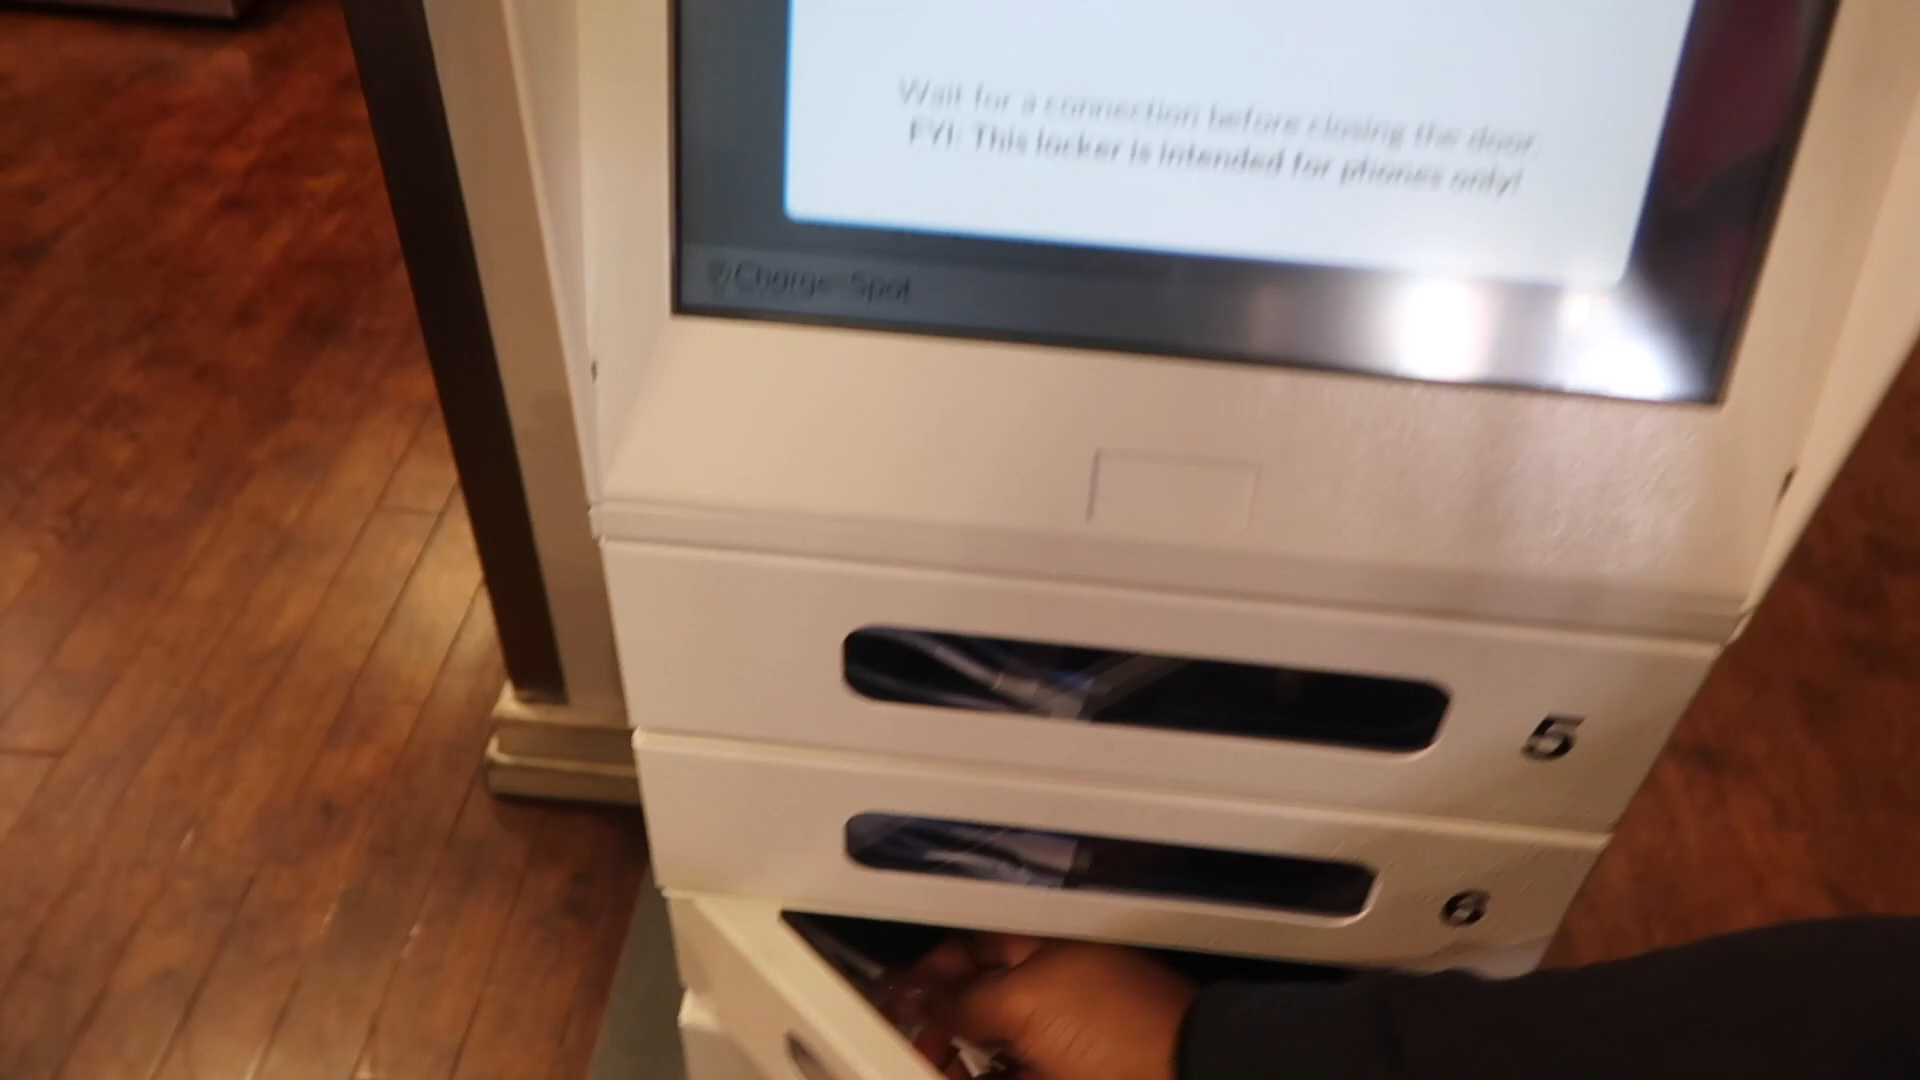 Wait for a connection before closing the door.
FYI: This locker is intended for phones only!
ChargeSpot
5
6